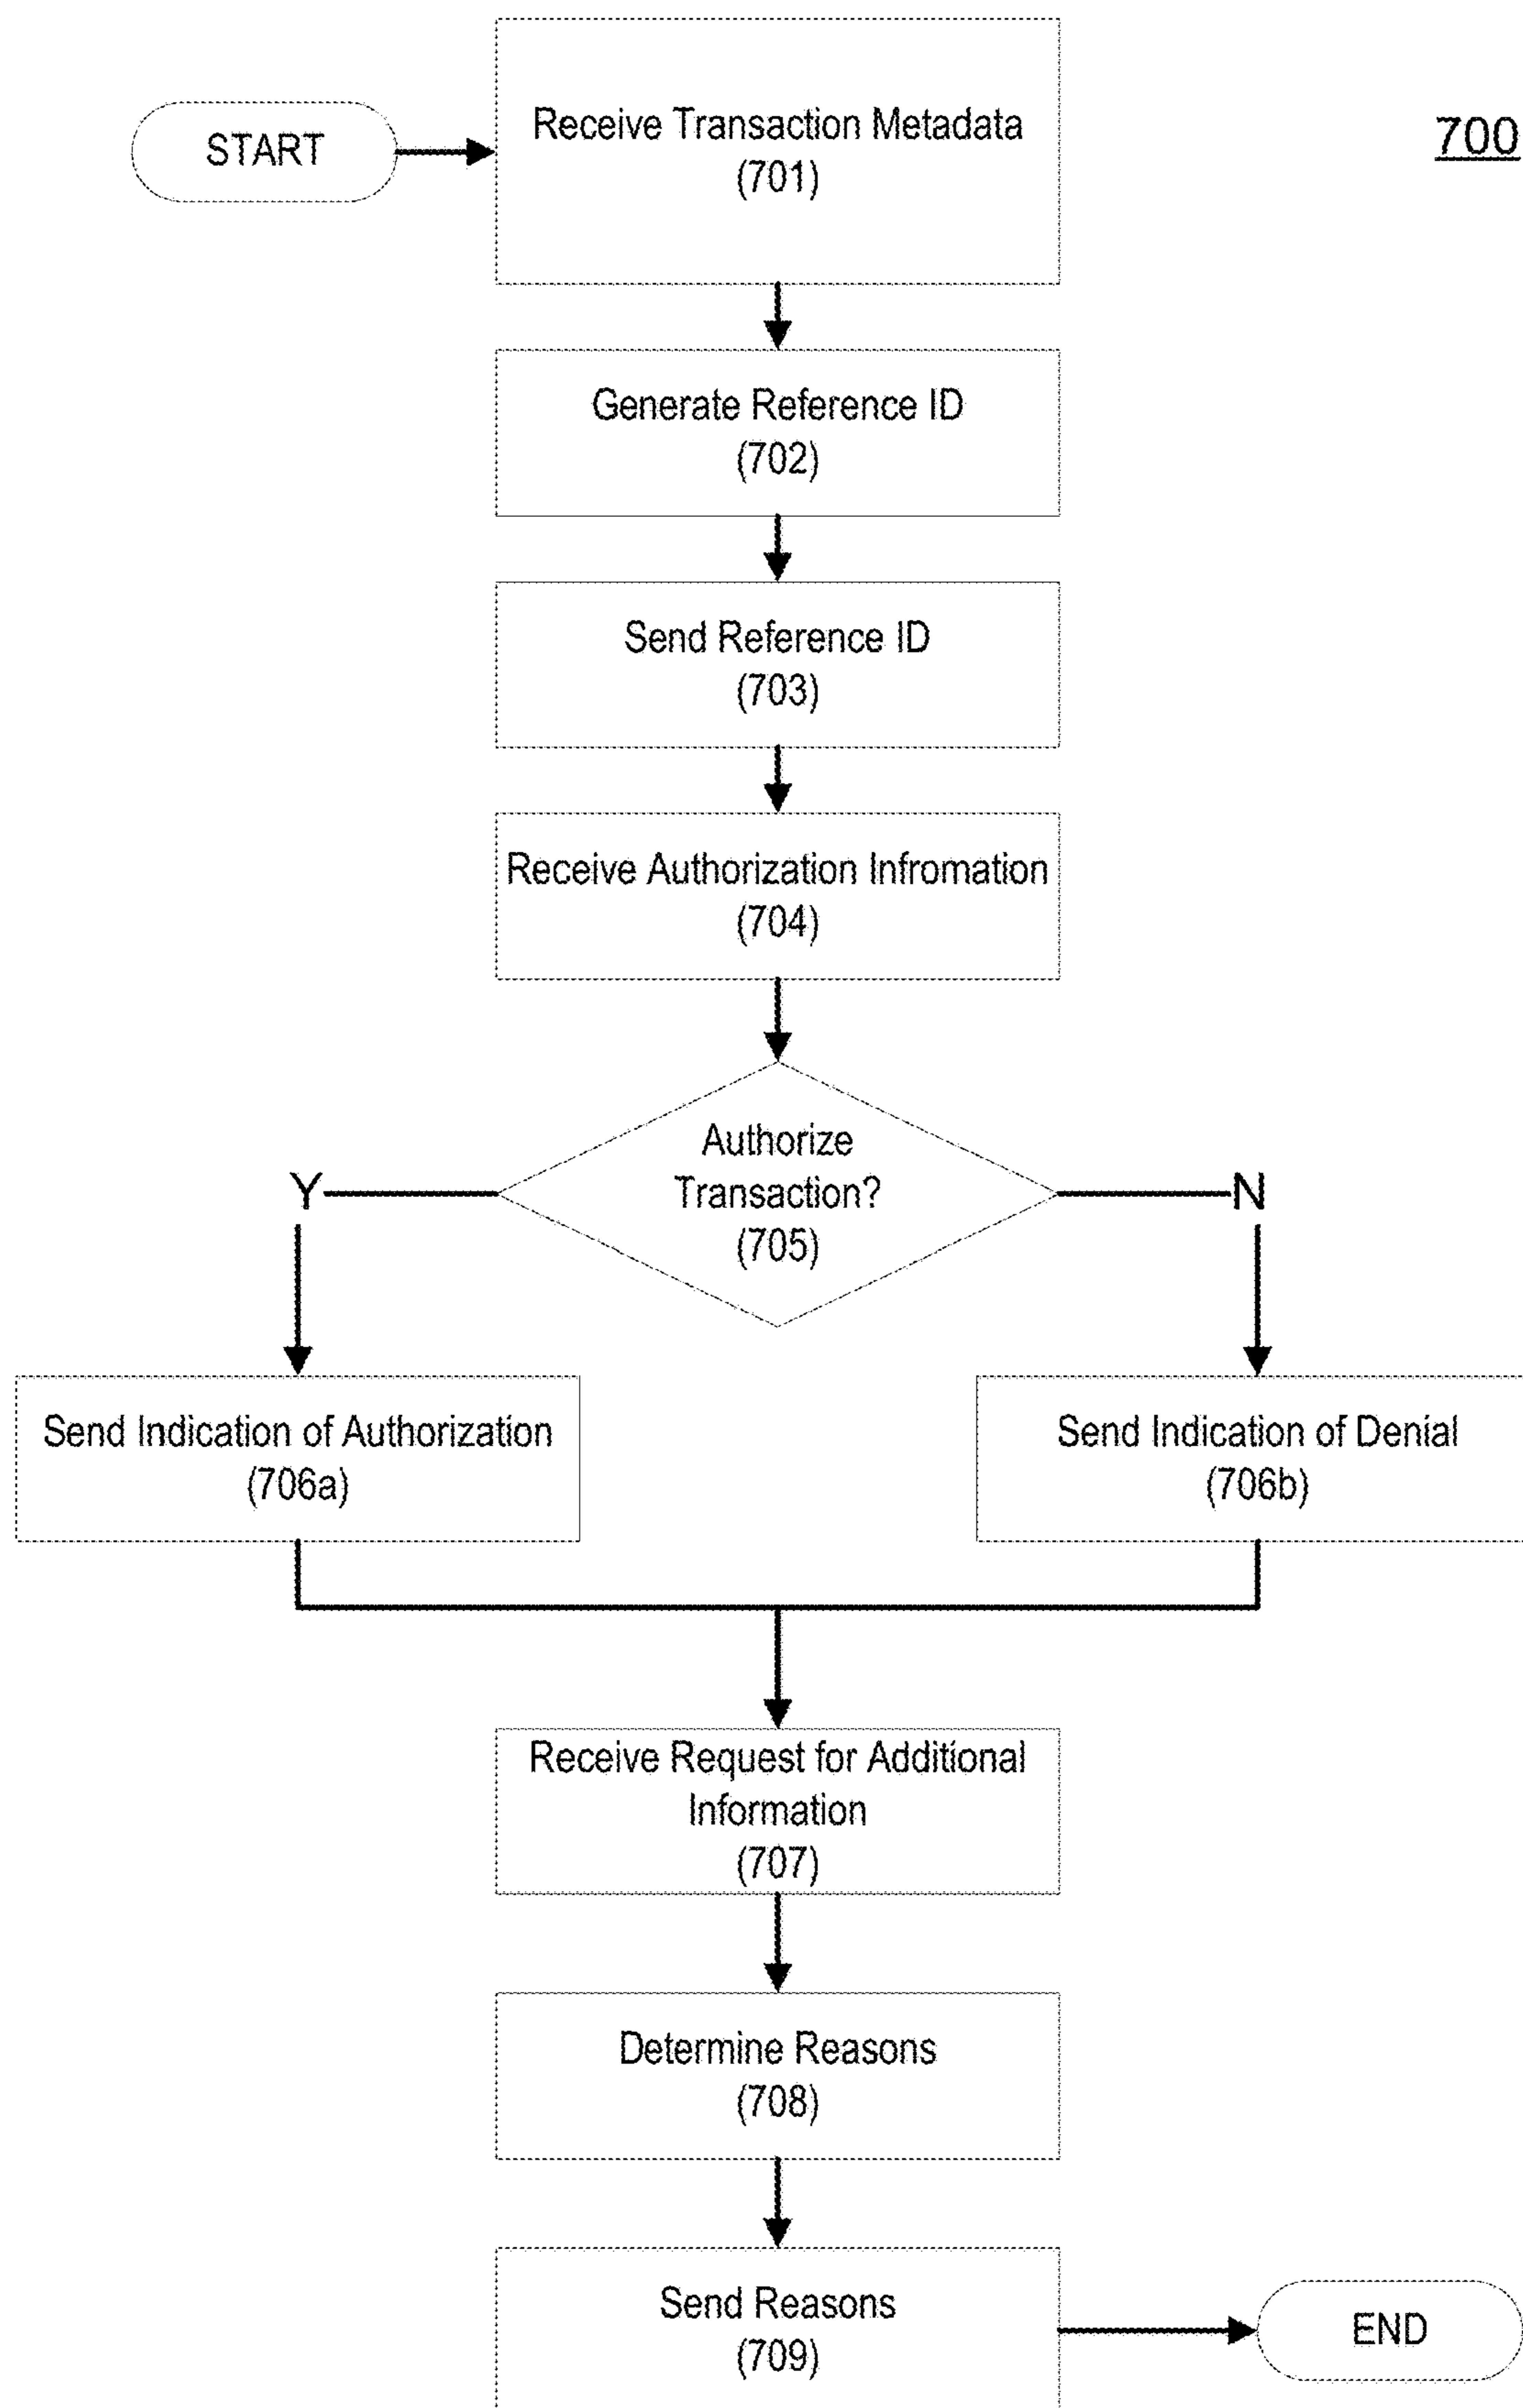 START
Receive Transaction Metadata
(701)
700
Generate Reference ID
(702)
Send Reference ID
(703)
Receive Authorization Infromation
(704)
Authorize
Transaction?
(705)
Y
N
Send Indication of Authorization
(706a)
Send Indication of Denial
(706b)
Receive Request for Additional
Information
(707)
Determine Reasons
(708)
Send Reasons
(709)
END